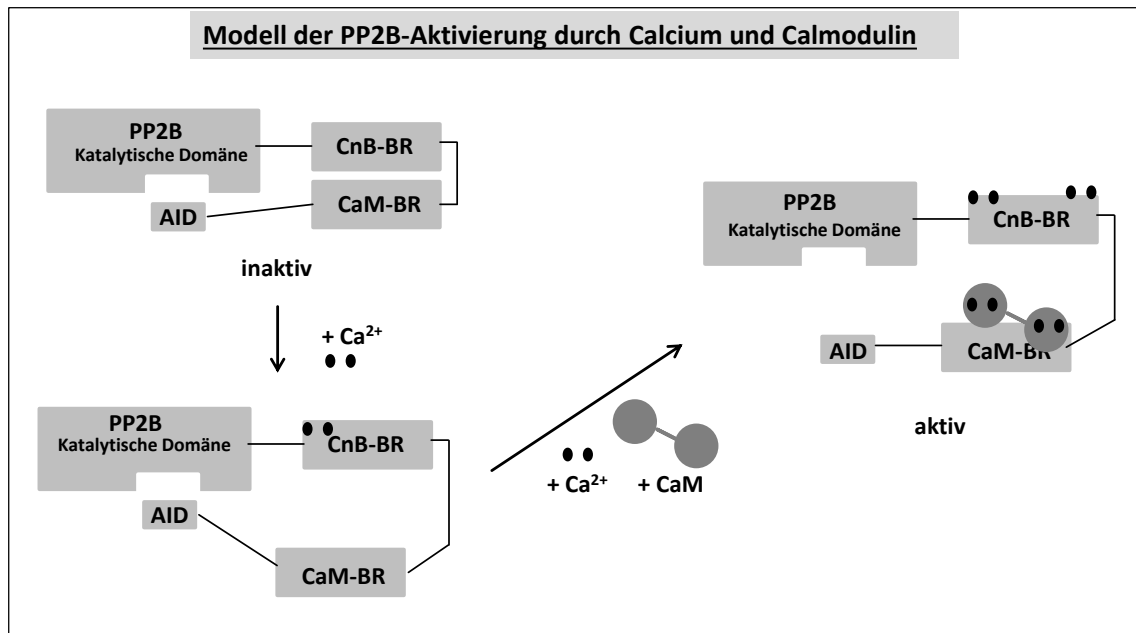 Modell der PP2B-Aktivierung durch Calcium und Calmodulin
PP2B
Katalytische Domäne
CnB-BR
CaM-BR
AID
inaktiv
+ Ca²⁺
PP2B
Katalytische Domäne
CnB-BR
AID
CaM-BR
+ Ca²⁺
+ CaM
PP2B
Katalytische Domäne
CnB-BR
AID
CaM-BR
aktiv